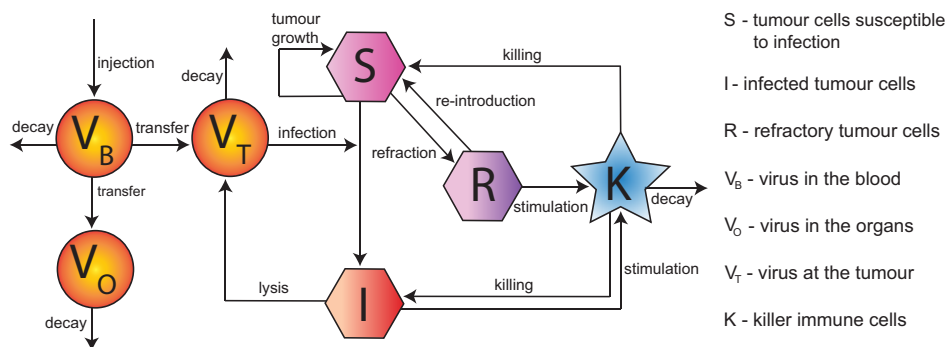 tumour
growth
S
killing
injection
decay
re-introduction
decay
V_B
transfer
V_T
infection
refraction
transfer
R
stimulation
K
decay
V_O
stimulation
lysis
I
killing
decay
S - tumour cells susceptible
to infection
I - infected tumour cells
R - refractory tumour cells
V_B - virus in the blood
V_O - virus in the organs
V_T - virus at the tumour
K - killer immune cells